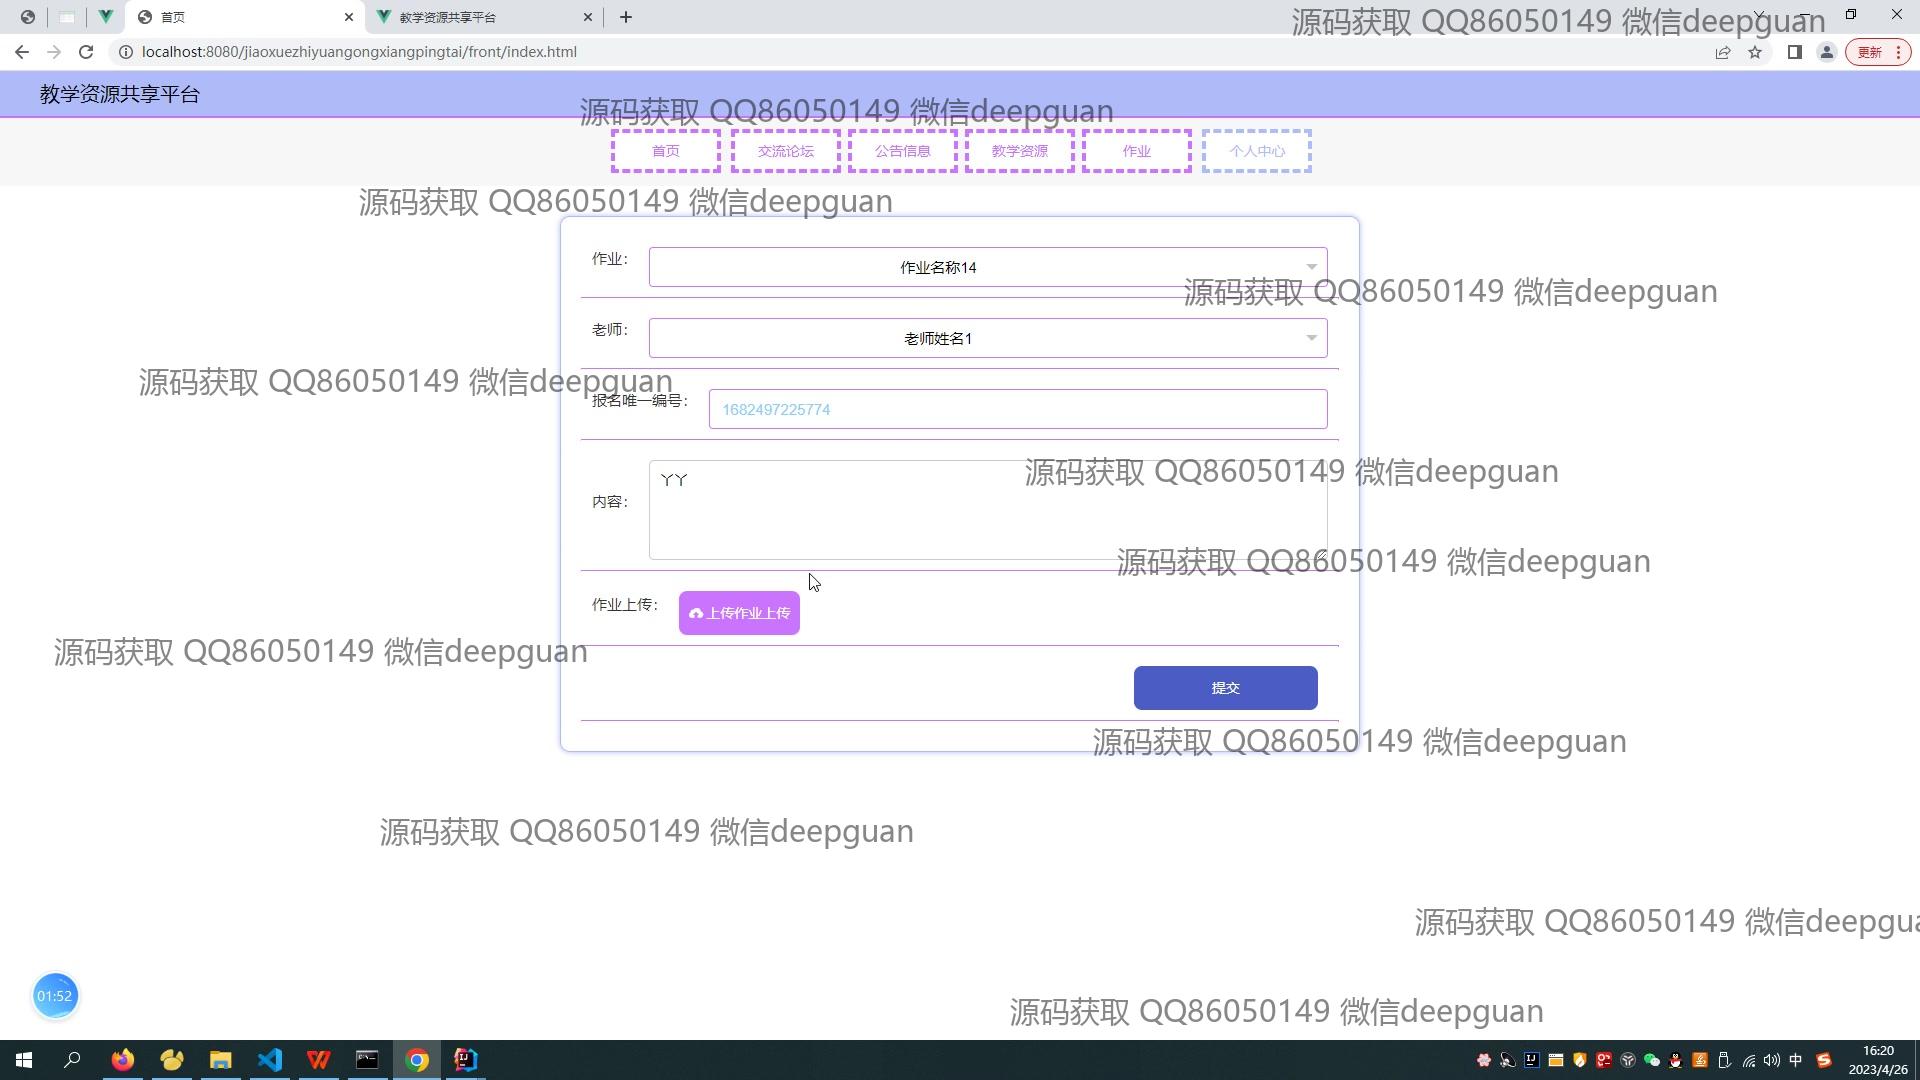 首页
教学资源共享平台
源码获取 QQ86050149 微信deepguan
localhost:8080/jiaoxuezhiyuangongxiangpingtai/front/index.html
更新
教学资源共享平台
源码获取 QQ86050149 微信deepguan
首页 交流论坛 公告信息 教学资源 作业 个人中心
源码获取 QQ86050149 微信deepguan
作业：
作业名称14
源码获取 QQ86050149 微信deepguan
老师：
老师姓名1
源码获取 QQ86050149 微信deepguan
报名唯一编号：
1682497225774
源码获取 QQ86050149 微信deepguan
内容：
丫丫
源码获取 QQ86050149 微信deepguan
作业上传：
上传作业上传
源码获取 QQ86050149 微信deepguan
提交
源码获取 QQ86050149 微信deepguan
源码获取 QQ86050149 微信deepguan
源码获取 QQ86050149 微信deepgua
01:52
源码获取 QQ86050149 微信deepguan
中
16:20
2023/4/26